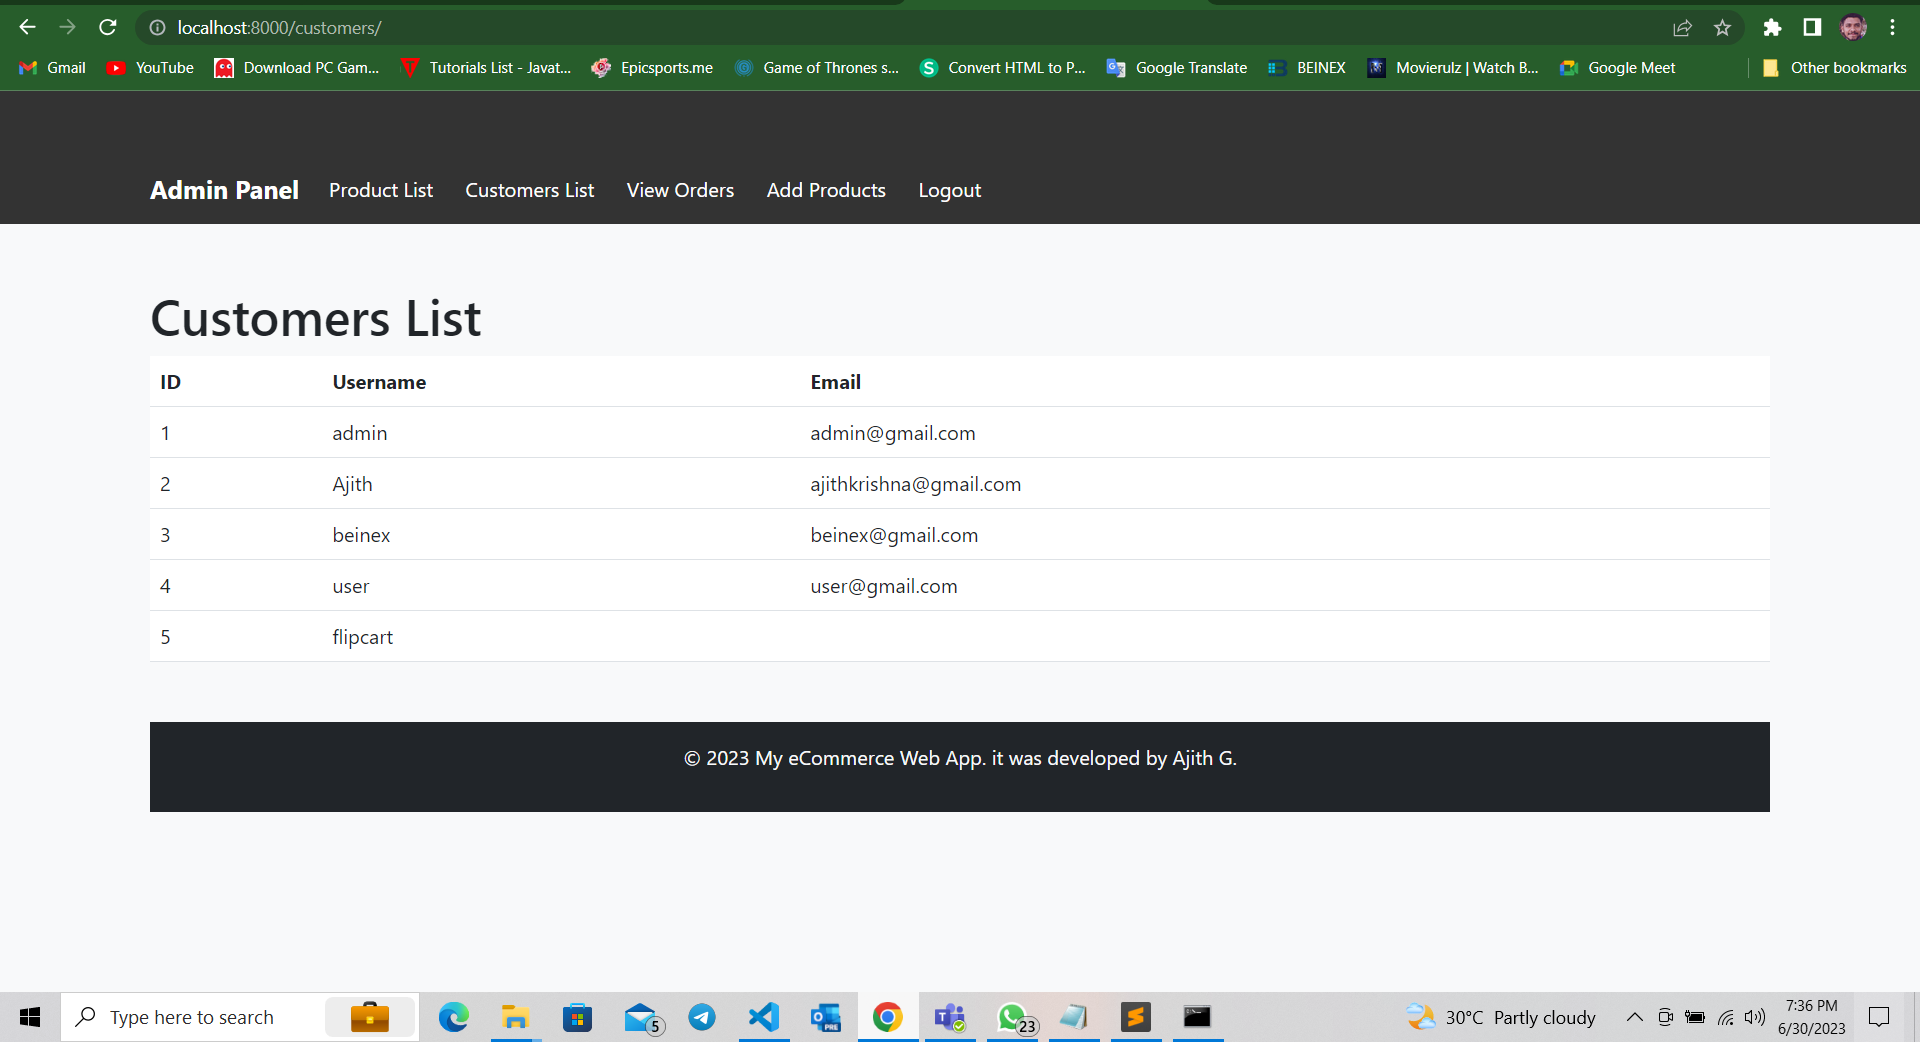 localhost:8000/customers/
Gmail YouTube Download PC Gam... Tutorials List - Javat... Epicsports.me Game of Thrones s... Convert HTML to P... Google Translate BEINEX Movierulz | Watch B... Google Meet Other bookmarks
Admin Panel Product List Customers List View Orders Add Products Logout
Customers List
ID Username Email
1 admin admin@gmail.com
2 Ajith ajithkrishna@gmail.com
3 beinex beinex@gmail.com
4 user user@gmail.com
5 flipcart
© 2023 My eCommerce Web App. it was developed by Ajith G.
Type here to search 5 PRE 23 30°C Partly cloudy 7:36 PM
6/30/2023